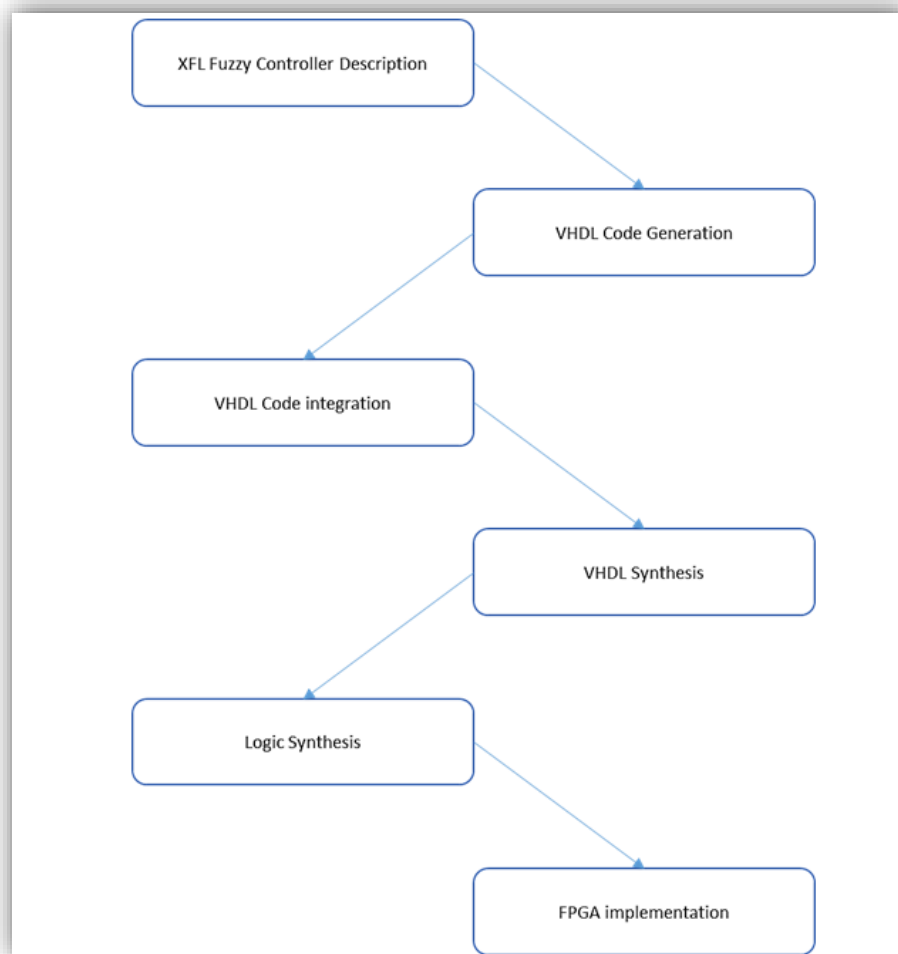 XFL Fuzzy Controller Description
VHDL Code Generation
VHDL Code integration
VHDL Synthesis
Logic Synthesis
FPGA implementation